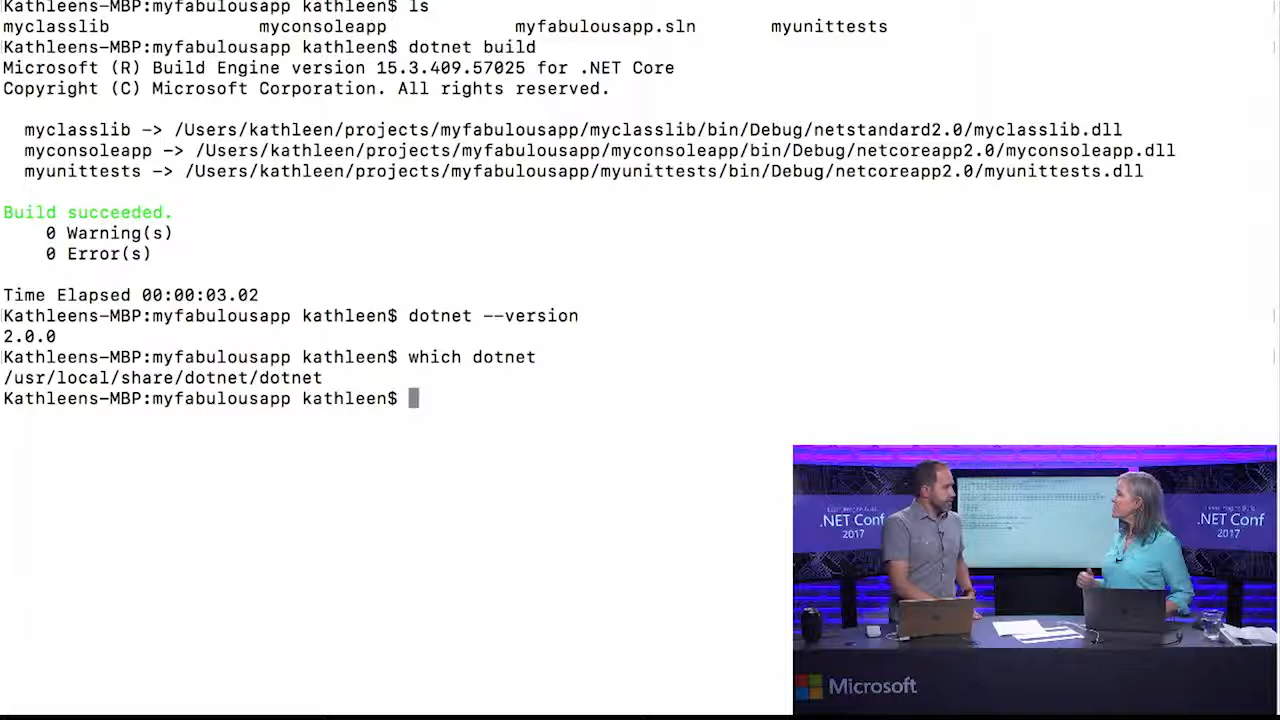 Kathleens-MBP:myfabulousapp kathleen$ ls
myclasslib myconsoleapp myfabulousapp.sln myunittests
Kathleens-MBP:myfabulousapp kathleen$ dotnet build
Microsoft (R) Build Engine version 15.3.409.57025 for .NET Core
Copyright (C) Microsoft Corporation. All rights reserved.
myclasslib -> /Users/kathleen/projects/myfabulousapp/myclasslib/bin/Debug/netstandard2.0/myclasslib.dll
myconsoleapp -> /Users/kathleen/projects/myfabulousapp/myconsoleapp/bin/Debug/netcoreapp2.0/myconsoleapp.dll
myunittests -> /Users/kathleen/projects/myfabulousapp/myunittests/bin/Debug/netcoreapp2.0/myunittests.dll
Build succeeded.
0 Warning(s)
0 Error(s)
Time Elapsed 00:00:03.02
Kathleens-MBP:myfabulousapp kathleen$ dotnet --version
2.0.0
Kathleens-MBP:myfabulousapp kathleen$ which dotnet
/usr/local/share/dotnet/dotnet
Kathleens-MBP:myfabulousapp kathleen$
.NET Conf
2017
.NET Conf
2017
Microsoft